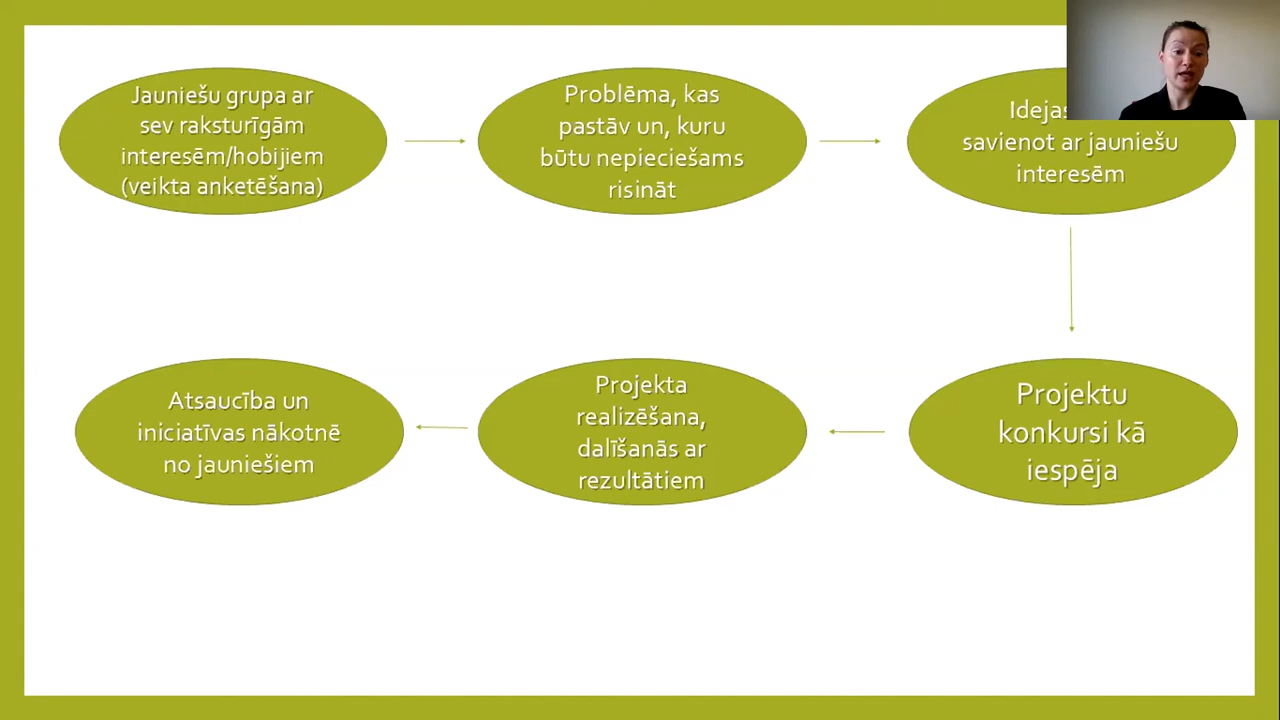 Jauniešu grupa ar
sev raksturīgām
interesēm/hobijiem
(veikta anketēšana)
Problēma, kas
pastāv un, kuru
būtu nepieciešams
risināt
savienot ar jauniešu
interesēm
Projektu
konkursi kā
iespēja
Projekta
realizēšana,
dalīšanās ar
rezultātiem
Atsaucība un
iniciatīvas nākotnē
no jauniešiem